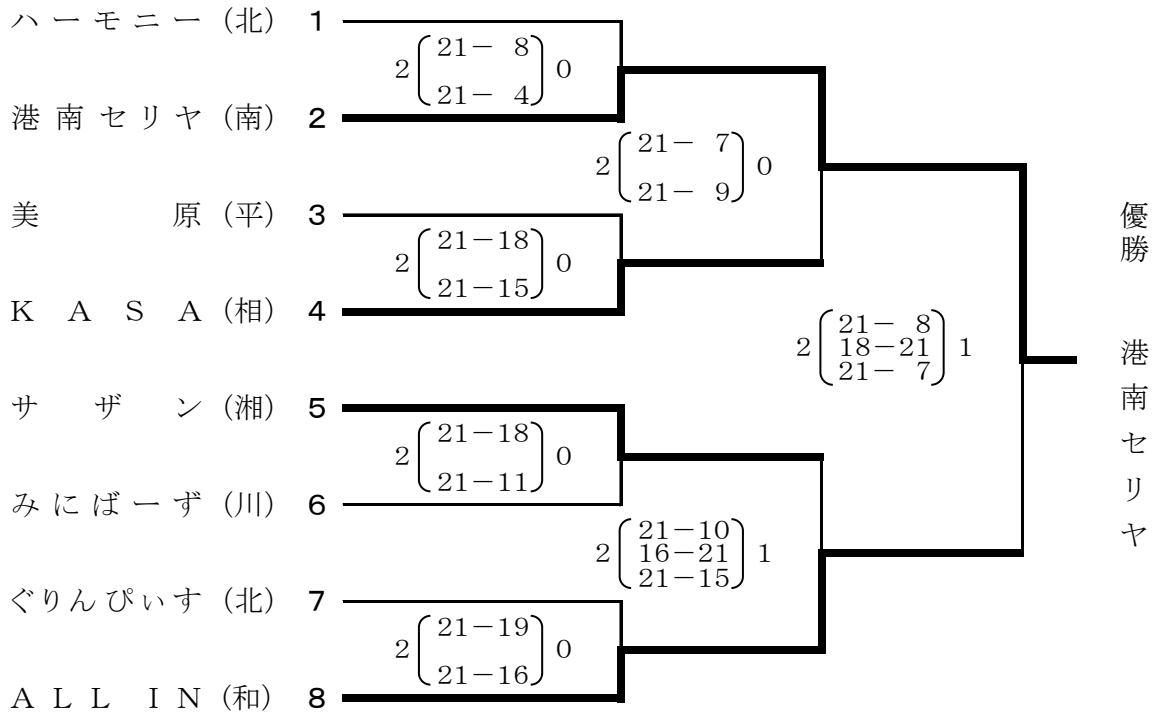 ハーモニー (北) 1
2 21- 8 0
21- 4
港南セリヤ (南) 2
2 21- 7 0
21- 9
美原 (平) 3
2 21-18 0
21-15
KASA (相) 4
2 21- 8 1
18-21
21- 7
サザン (湘) 5
2 21-18 0
21-11
みにばーず (川) 6
2 21-10 1
16-21
21-15
ぐりんぴぃす (北) 7
2 21-19 0
21-16
ALL IN (和) 8
優勝 港南セリヤ